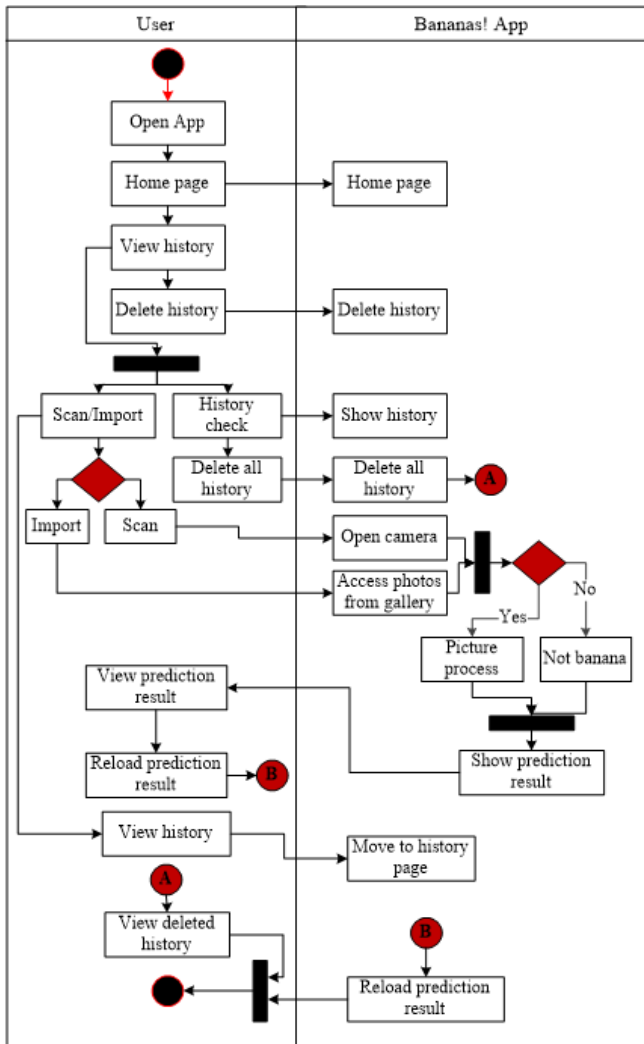 User
Bananas! App
Open App
Home page
Home page
View history
Delete history
Delete history
Scan/Import
History
check
Show history
Delete all
history
Delete all
history
A
Import
Scan
Open camera
Access photos
from gallery
No
Yes
Picture
process
Not banana
View prediction
result
Show prediction
result
Reload prediction
result
B
View history
Move to history
page
A
View deleted
history
B
Reload prediction
result